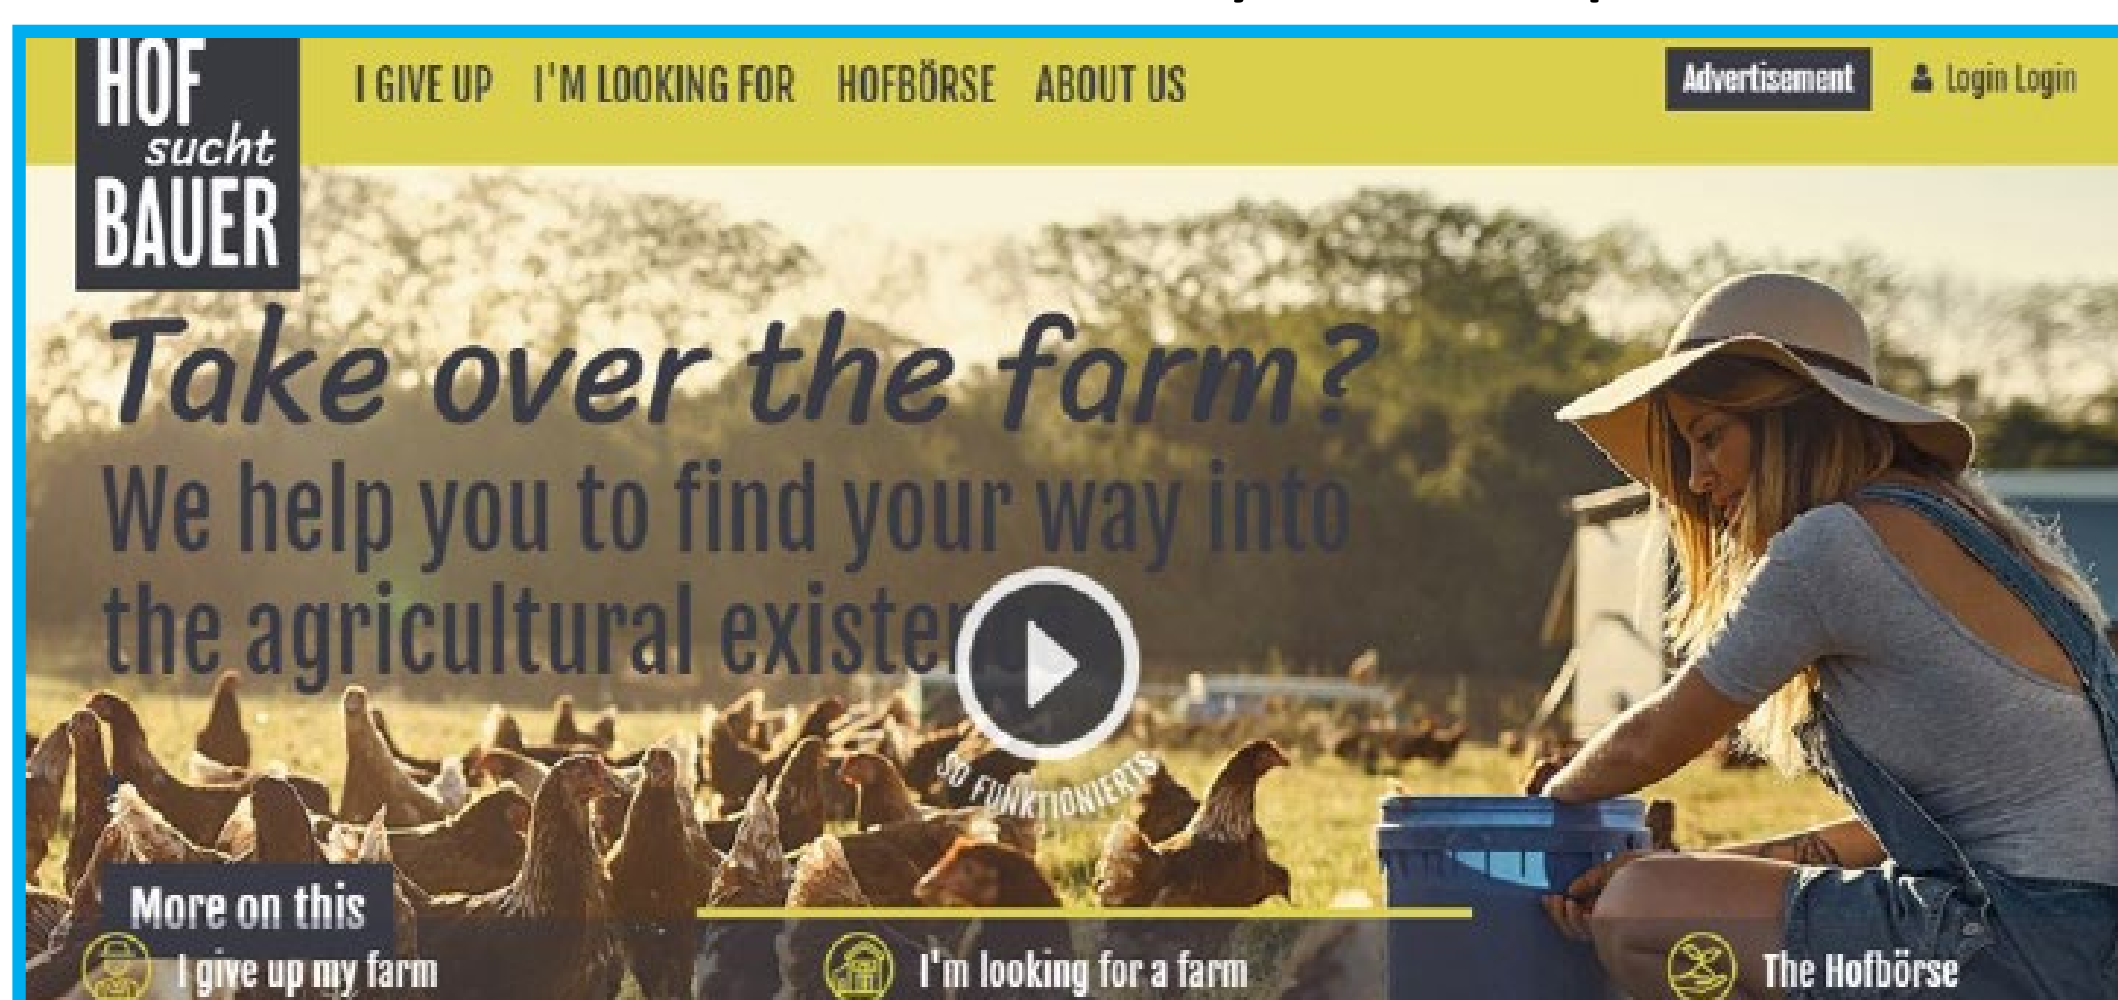 HOF
sucht
BAUER
I GIVE UP I'M LOOKING FOR HOFBÖRSE ABOUT US
Advertisement Login Login
Take over the farm?
We help you to find your way into
the agricultural
SO FUNKTIONIERTS
More on this
I give up my farm I'm looking for a farm The Hofbörse